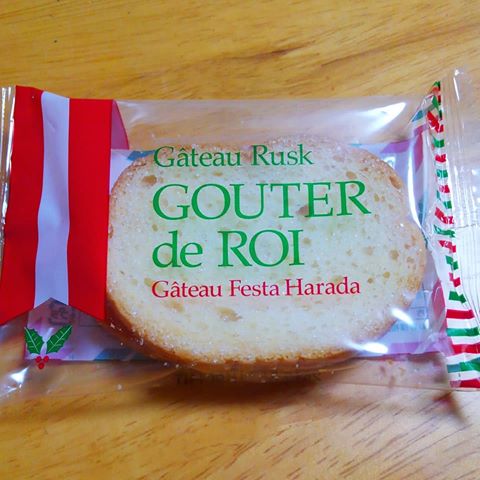 Gâteau Rusk
GOUTER
de ROI
Gâteau Festa Harada